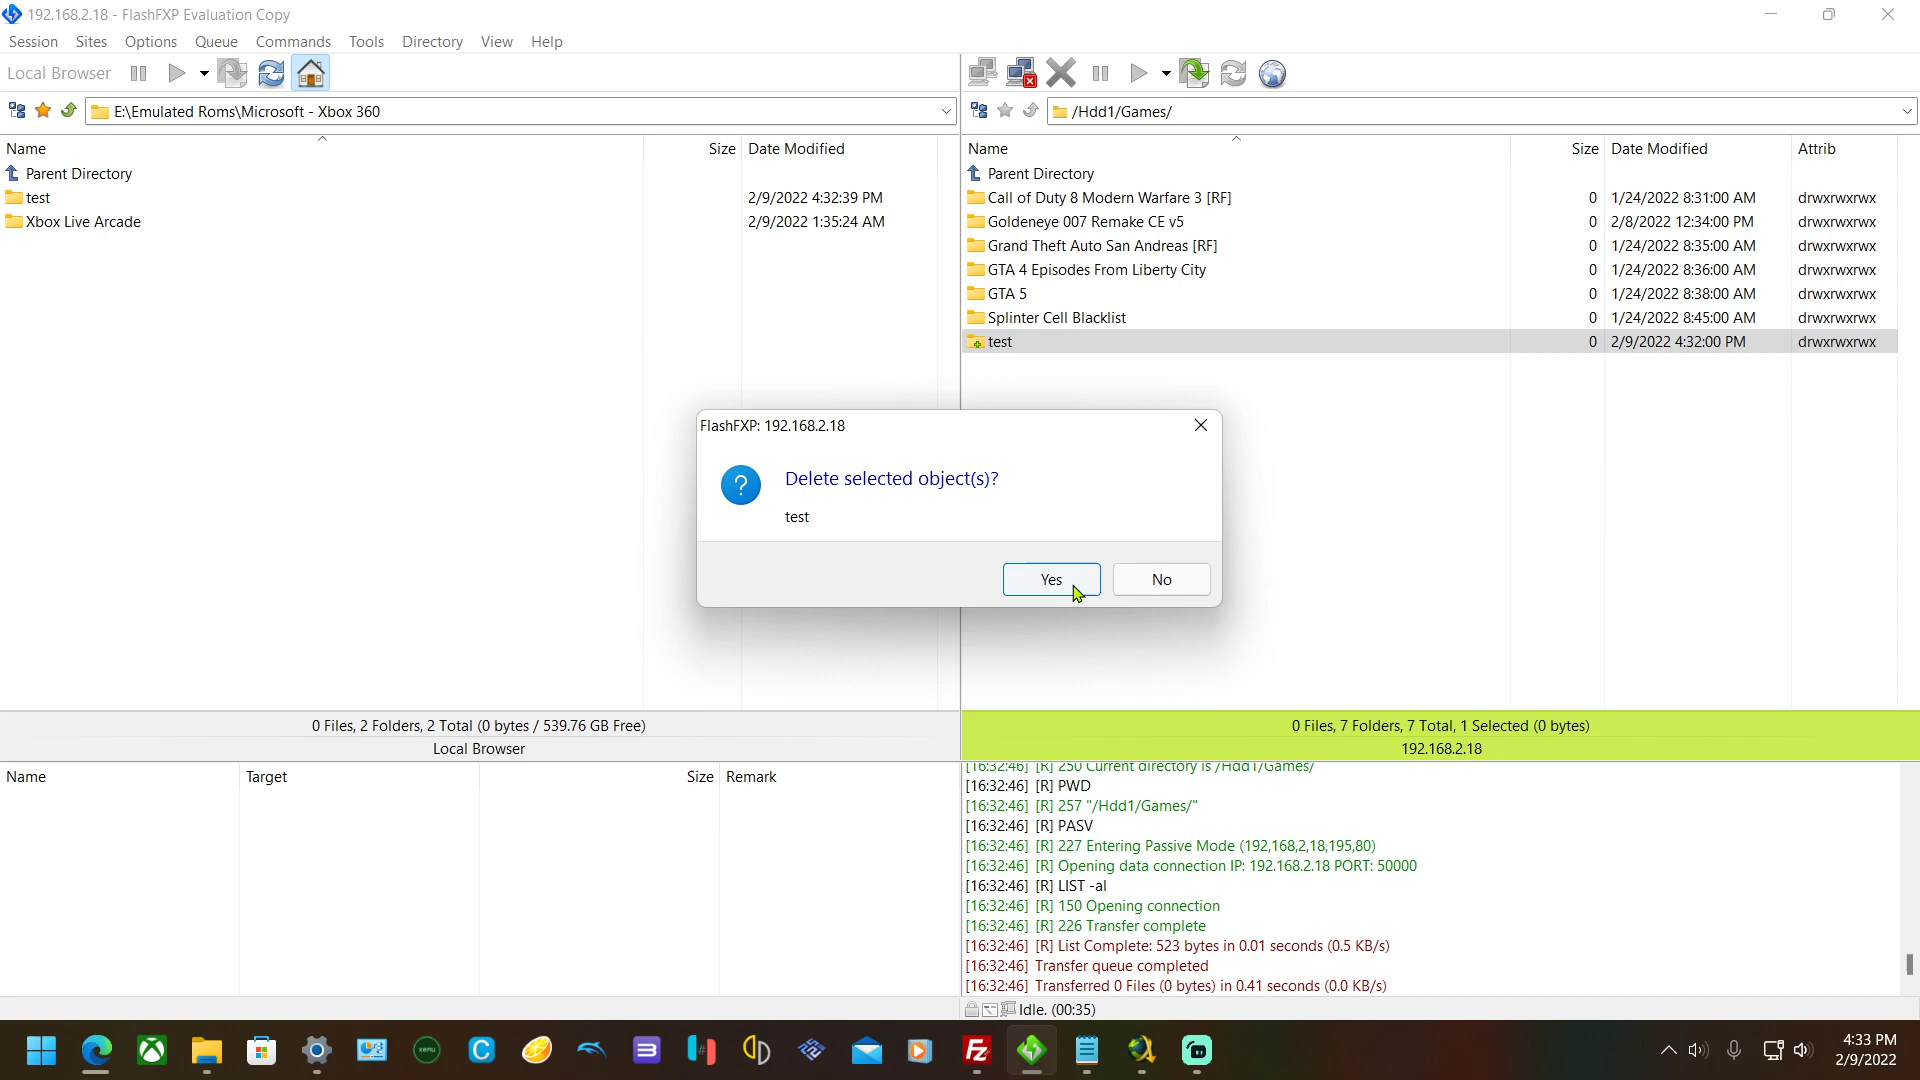 192.168.2.18 - FlashFXP Evaluation Copy
Session Sites Options Queue Commands Tools Directory View Help
Local Browser
E:\Emulated Roms\Microsoft - Xbox 360
Name Size Date Modified
Parent Directory
test 2/9/2022 4:32:39 PM
Xbox Live Arcade 2/9/2022 1:35:24 AM
0 Files, 2 Folders, 2 Total (0 bytes / 539.76 GB Free)
Local Browser
Name Target Size Remark
/Hdd1/Games/
Name Size Date Modified Attrib
Parent Directory
Call of Duty 8 Modern Warfare 3 [RF] 0 1/24/2022 8:31:00 AM drwxrwxrwx
Goldeneye 007 Remake CE v5 0 2/8/2022 12:34:00 PM drwxrwxrwx
Grand Theft Auto San Andreas [RF] 0 1/24/2022 8:35:00 AM drwxrwxrwx
GTA 4 Episodes From Liberty City 0 1/24/2022 8:36:00 AM drwxrwxrwx
GTA 5 0 1/24/2022 8:38:00 AM drwxrwxrwx
Splinter Cell Blacklist 0 1/24/2022 8:45:00 AM drwxrwxrwx
test 0 2/9/2022 4:32:00 PM drwxrwxrwx
FlashFXP: 192.168.2.18
Delete selected object(s)?
test
Yes No
0 Files, 7 Folders, 7 Total, 1 Selected (0 bytes)
192.168.2.18
[16:32:46] [R] 250 Current directory is /Hdd1/Games/
[16:32:46] [R] PWD
[16:32:46] [R] 257 "/Hdd1/Games/"
[16:32:46] [R] PASV
[16:32:46] [R] 227 Entering Passive Mode (192,168,2,18,195,80)
[16:32:46] [R] Opening data connection IP: 192.168.2.18 PORT: 50000
[16:32:46] [R] LIST -al
[16:32:46] [R] 150 Opening connection
[16:32:46] [R] 226 Transfer complete
[16:32:46] [R] List Complete: 523 bytes in 0.01 seconds (0.5 KB/s)
[16:32:46] Transfer queue completed
[16:32:46] Transferred 0 Files (0 bytes) in 0.41 seconds (0.0 KB/s)
Idle. (00:35)
xenu
4:33 PM
2/9/2022